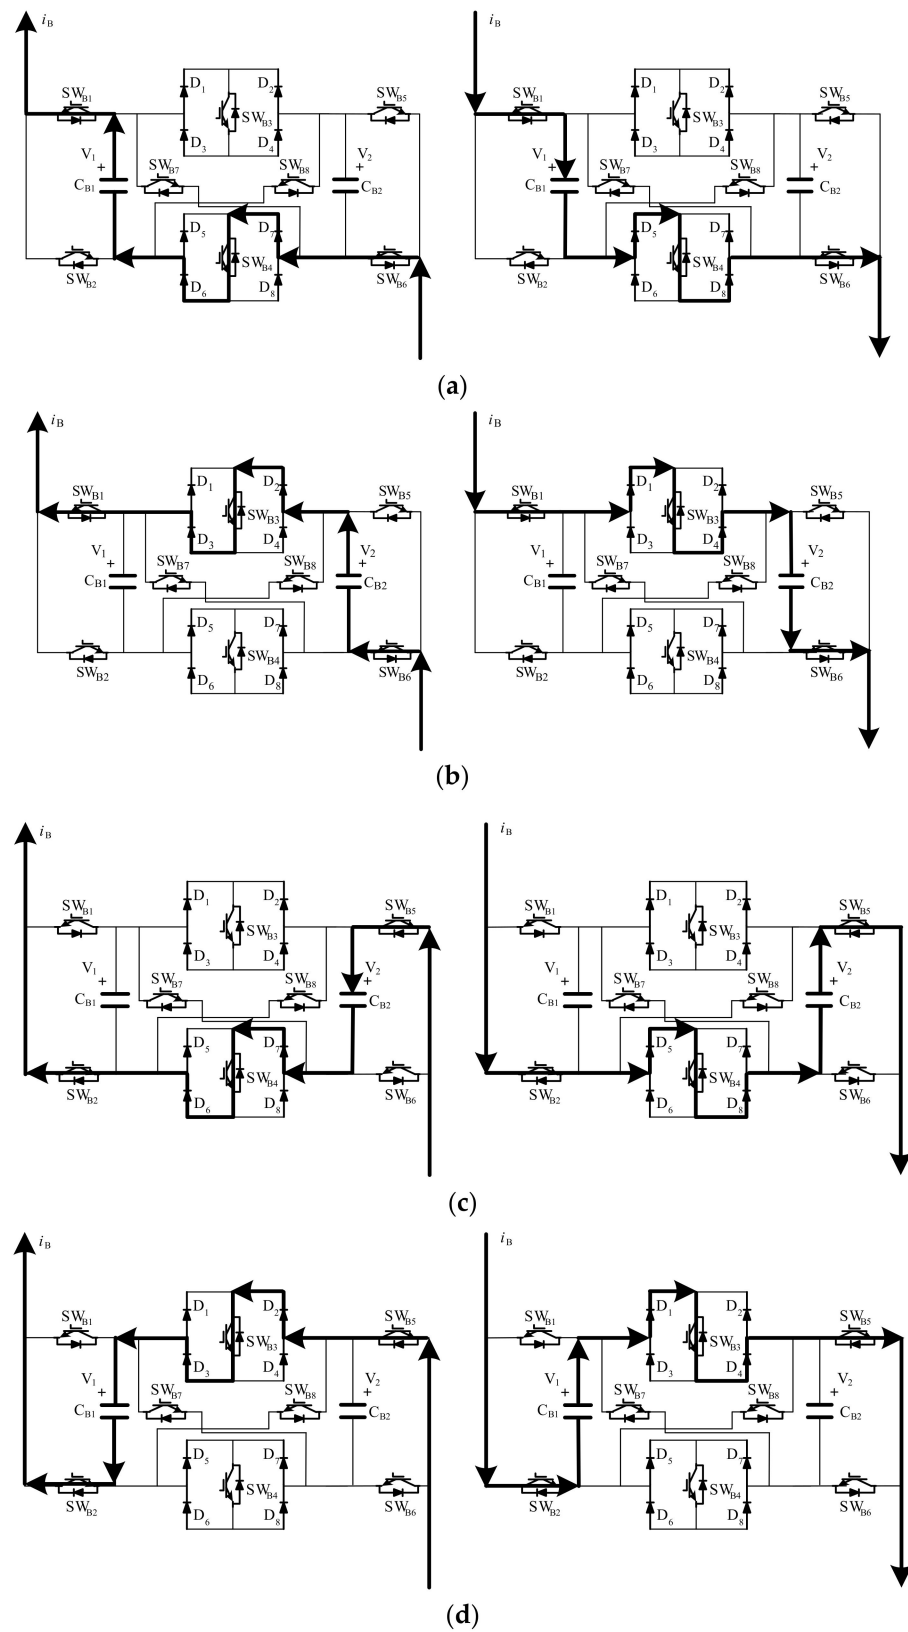 iB iB
SWB1 D1 D2 SWB5 SWB1 D1 D2 SWB5
SWB3 SWB3
D3 D4 D3 D4
V1 + SWB7 SWB8 V2 + V1 + SWB7 SWB8 V2 +
CB1 CB2 CB1 CB2
D5 D7 D5 D7
SWB2 SWB4 SWB6 SWB2 SWB4 SWB6
D6 D8 D6 D8
(a)
iB iB
SWB1 D1 D2 SWB5 SWB1 D1 D2 SWB5
SWB3 SWB3
D3 D4 D3 D4
V1 + SWB7 SWB8 V2 + V1 + SWB7 SWB8 V2 +
CB1 CB2 CB1 CB2
D5 D7 D5 D7
SWB2 SWB4 SWB6 SWB2 SWB4 SWB6
D6 D8 D6 D8
(b)
iB iB
SWB1 D1 D2 SWB5 SWB1 D1 D2 SWB5
SWB3 SWB3
D3 D4 D3 D4
V1 + SWB7 SWB8 V2 + V1 + SWB7 SWB8 V2 +
CB1 CB2 CB1 CB2
D5 D7 D5 D7
SWB2 SWB4 SWB6 SWB2 SWB4 SWB6
D6 D8 D6 D8
(c)
iB iB
SWB1 D1 D2 SWB5 SWB1 D1 D2 SWB5
SWB3 SWB3
D3 D4 D3 D4
V1 + SWB7 SWB8 V2 + V1 + SWB7 SWB8 V2 +
CB1 CB2 CB1 CB2
D5 D7 D5 D7
SWB2 SWB4 SWB6 SWB2 SWB4 SWB6
D6 D8 D6 D8
(d)